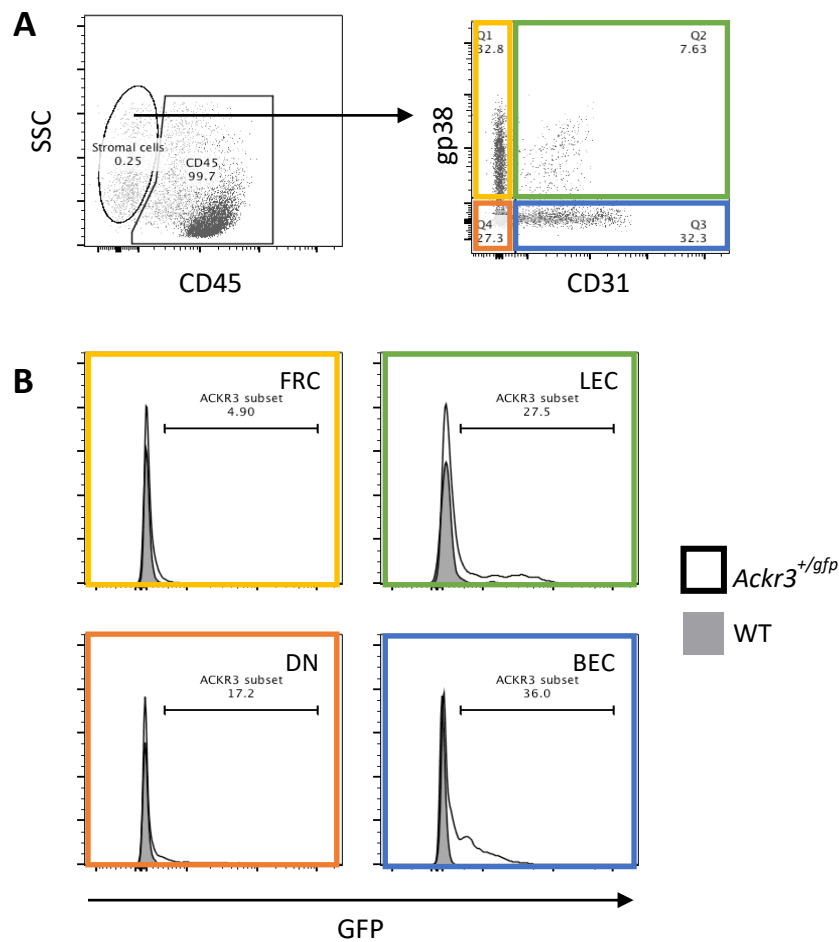 A
SSC
Stromal cells
0.25
CD45
99.7
CD45
gp38
Q1
32.8
Q2
7.63
Q4
27.3
Q3
32.3
CD31
B
FRC
ACKR3 subset
4.90
LEC
ACKR3 subset
27.5
DN
ACKR3 subset
17.2
BEC
ACKR3 subset
36.0
Ackr3+/gfp
WT
GFP